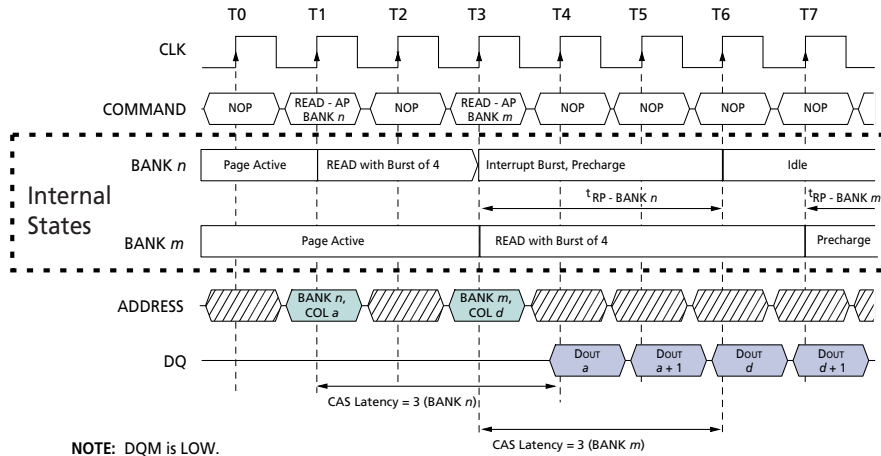 T0 T1 T2 T3 T4 T5 T6 T7
CLK
COMMAND
NOP
READ - AP
BANK n
NOP
READ - AP
BANK m
NOP
NOP
NOP
NOP
Internal
States
BANK n
Page Active
READ with Burst of 4
Interrupt Burst, Precharge
Idle
tRP - BANK n
tRP - BANK m
BANK m
Page Active
READ with Burst of 4
Precharge
ADDRESS
BANK n,
COL a
BANK m,
COL d
DQ
DOUT
a
DOUT
a + 1
DOUT
d
DOUT
d + 1
CAS Latency = 3 (BANK n)
CAS Latency = 3 (BANK m)
NOTE: DQM is LOW.